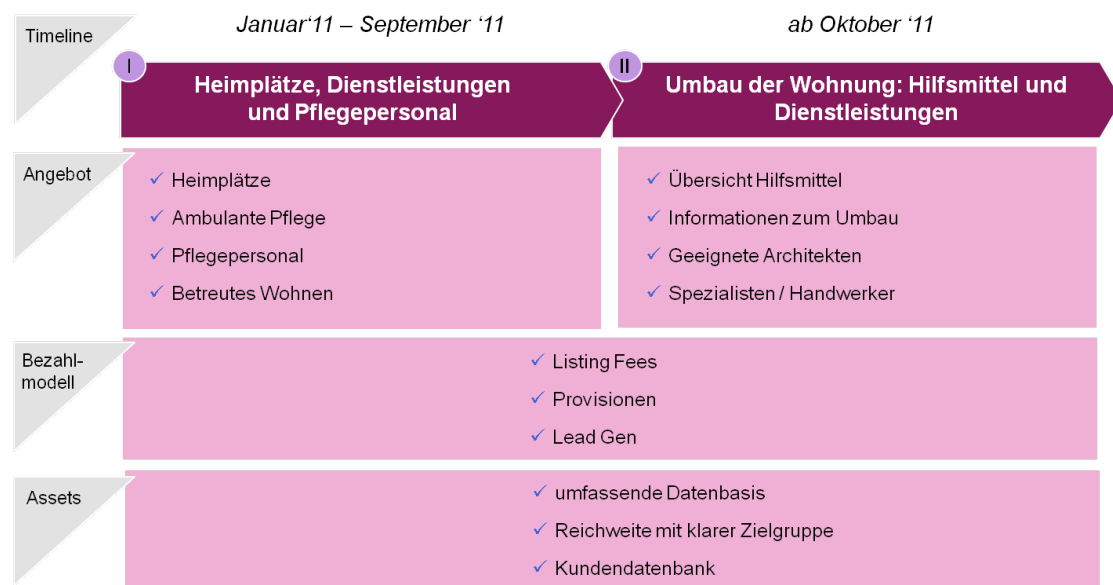 Timeline
Januar‘11 – September ‘11
ab Oktober ‘11
I
Heimplätze, Dienstleistungen
und Pflegepersonal
II
Umbau der Wohnung: Hilfsmittel und
Dienstleistungen
Angebot
✓ Heimplätze
✓ Ambulante Pflege
✓ Pflegepersonal
✓ Betreutes Wohnen
✓ Übersicht Hilfsmittel
✓ Informationen zum Umbau
✓ Geeignete Architekten
✓ Spezialisten / Handwerker
Bezahl-
modell
✓ Listing Fees
✓ Provisionen
✓ Lead Gen
Assets
✓ umfassende Datenbasis
✓ Reichweite mit klarer Zielgruppe
✓ Kundendatenbank